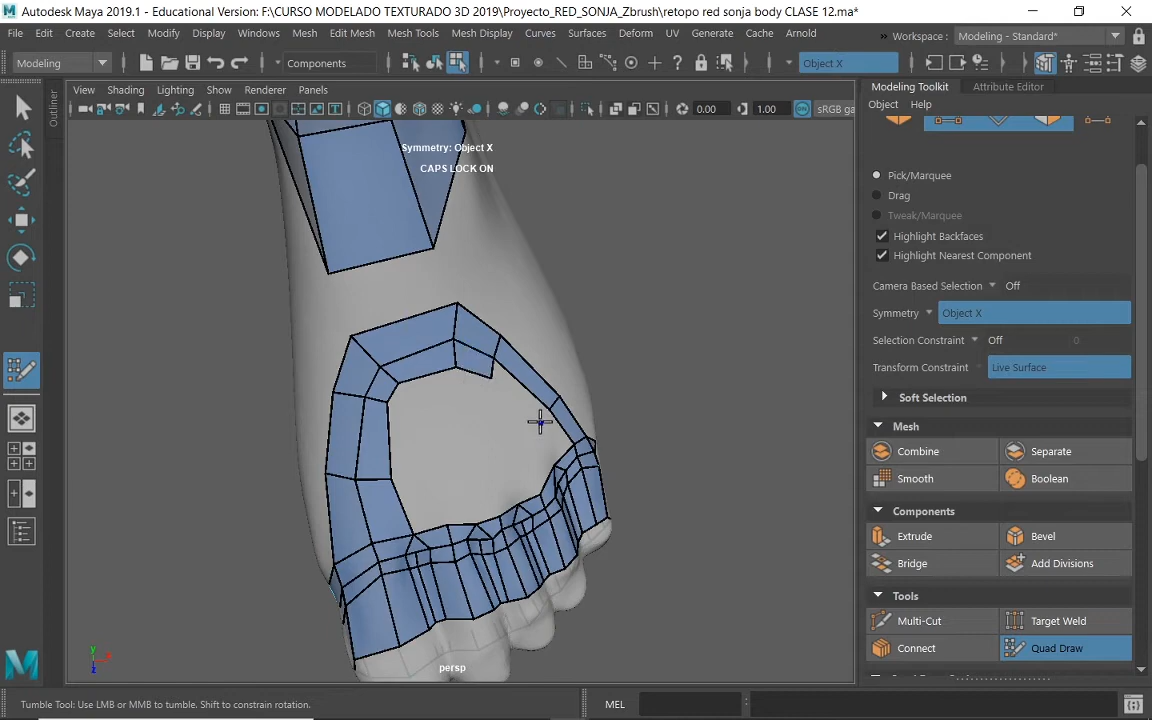 Autodesk Maya 2019.1 - Educational Version: F:\CURSO MODELADO TEXTURADO 3D 2019\Proyecto_RED_SONJA_Zbrush\retopo red sonja body CLASE 12.ma*
File Edit Create Select Modify Display Windows Mesh Edit Mesh Mesh Tools Mesh Display Curves Surfaces Deform UV Generate Cache Arnold » Workspace : Modeling - Standard*
Modeling Components Object X
View Shading Lighting Show Renderer Panels Modeling Toolkit Attribute Editor
Object Help
0.00 1.00 ON sRGB ga
Outliner
Symmetry: Object X
CAPS LOCK ON
Pick/Marquee
Drag
Tweak/Marquee
Highlight Backfaces
Highlight Nearest Component
Camera Based Selection Off
Symmetry Object X
Selection Constraint Off 0
Transform Constraint Live Surface
Soft Selection
Mesh
Combine Separate
Smooth Boolean
Components
Extrude Bevel
Bridge Add Divisions
Tools
Multi-Cut Target Weld
Connect Quad Draw
y
x
z
persp
Tumble Tool: Use LMB or MMB to tumble. Shift to constrain rotation. MEL